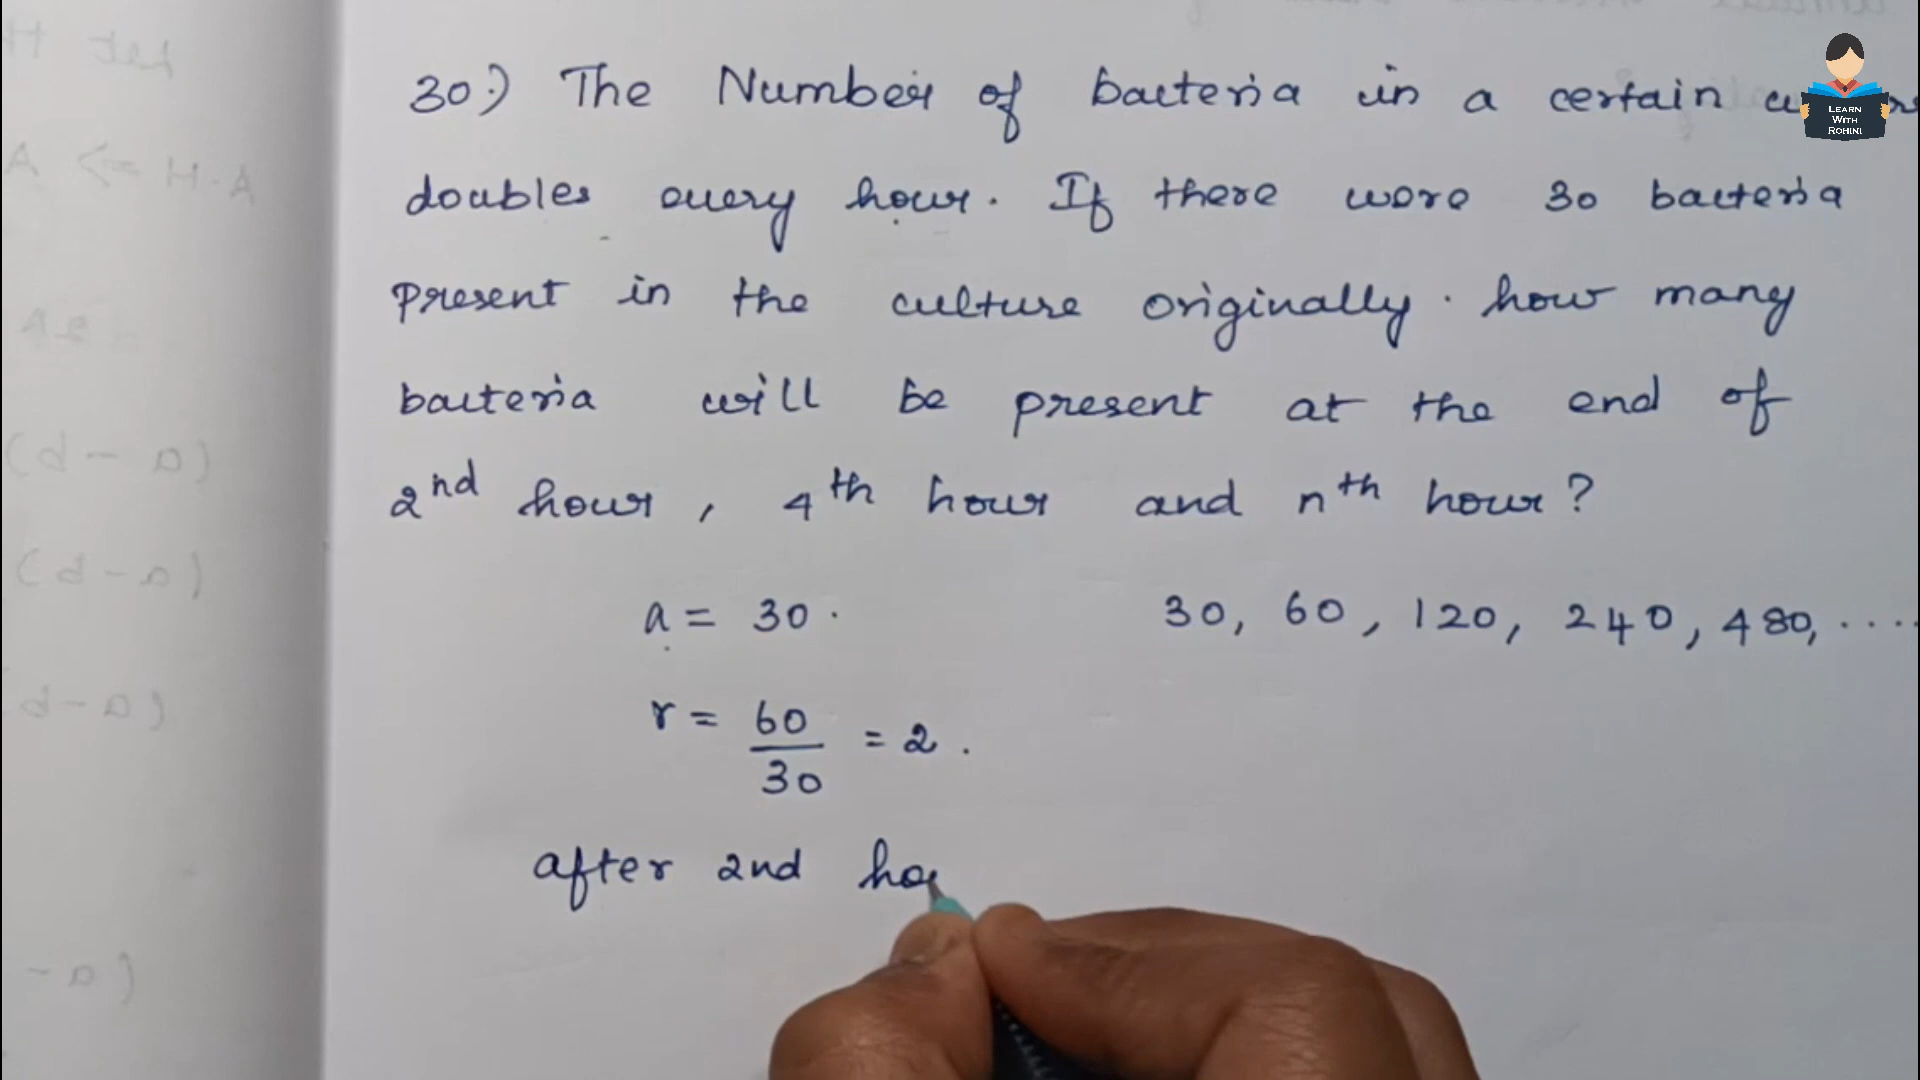 30.) The Number of bacteria in a certain
LEARN
WITH
ROHINI
doubles every hour. If there were 30 bacteria
present in the culture originally. how many
bacteria will be present at the end of
2nd hour, 4th hour and nth hour?
a = 30.
30, 60, 120, 240, 480, ....
r = 60/30 = 2.
after 2nd